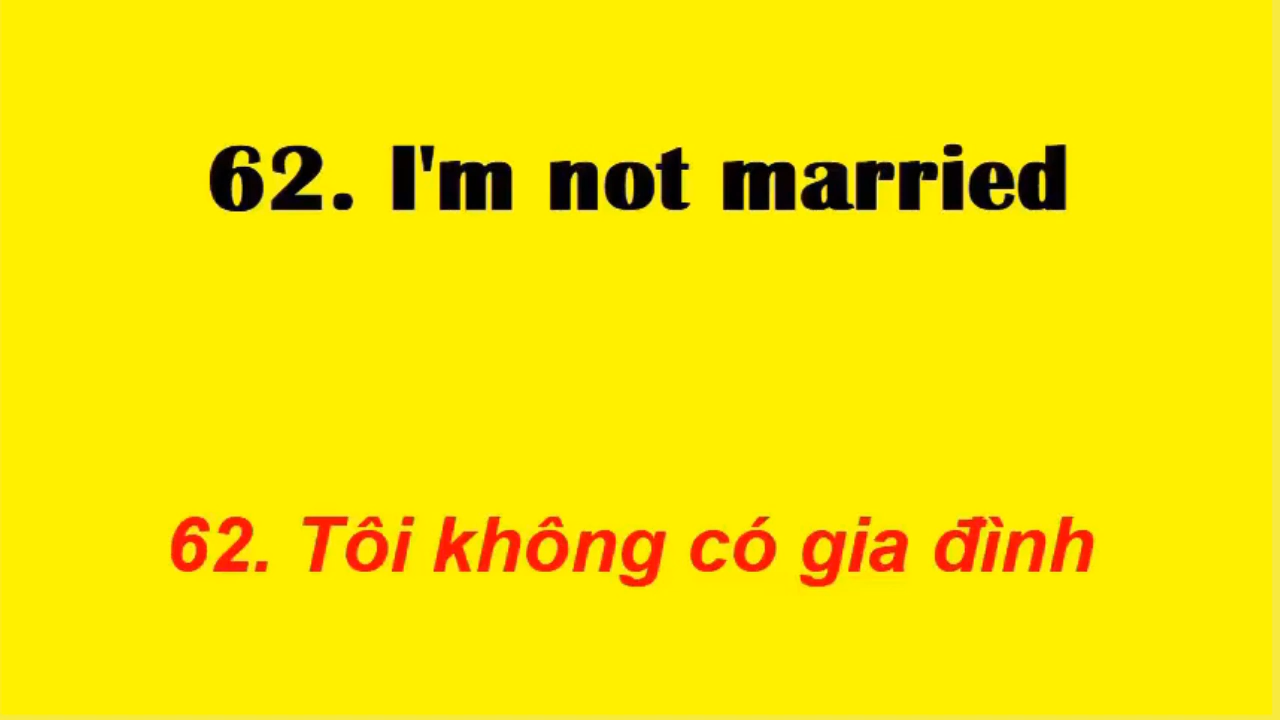 62. I'm not married
62. Tôi không có gia đình